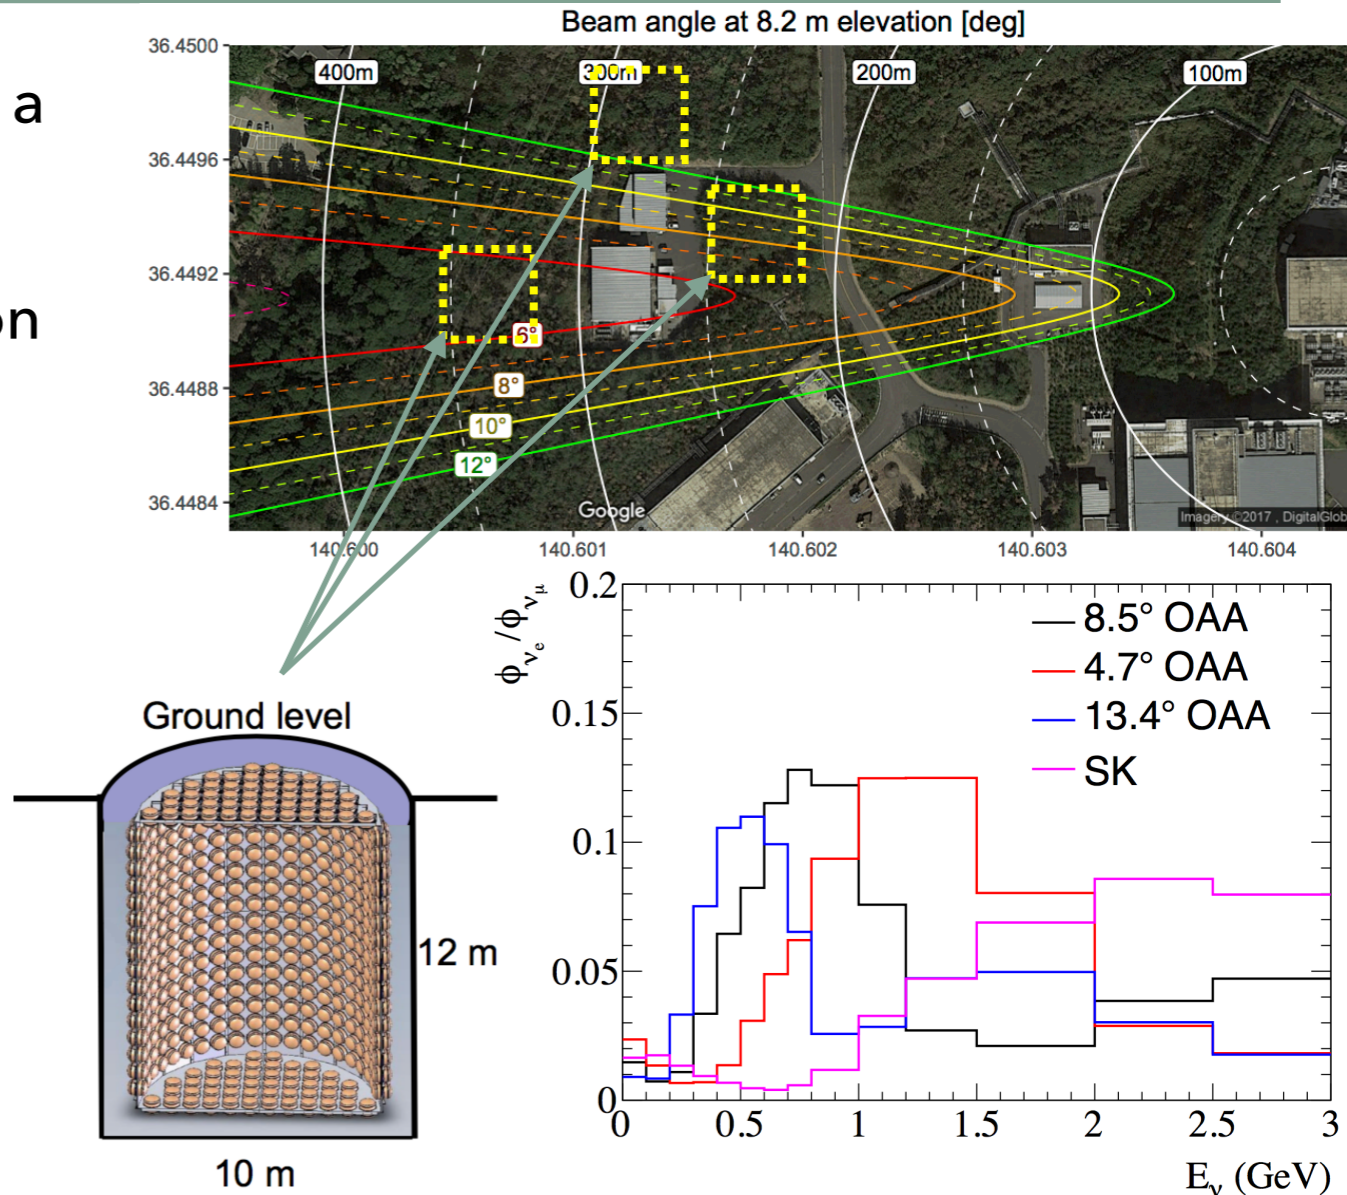 Beam angle at 8.2 m elevation [deg]
a
on
36.4500
36.4496
36.4492
36.4488
36.4484
400m
300m
200m
100m
6°
8°
10°
12°
Google
Imagery ©2017 , DigitalGlob
140.600
140.601
140.602
140.603
140.604
Ground level
12 m
10 m
ϕνe/ϕνμ
0.2
0.15
0.1
0.05
0
8.5° OAA
4.7° OAA
13.4° OAA
SK
0
0.5
1
1.5
2
2.5
3
Eν (GeV)